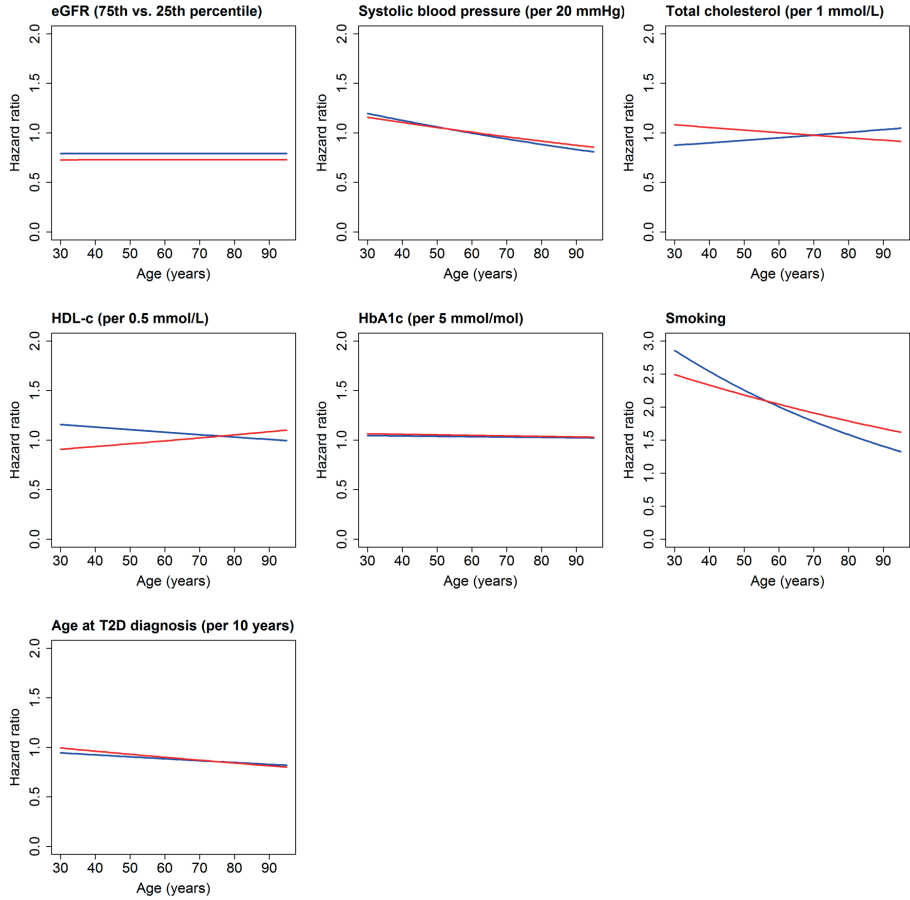 eGFR (75th vs. 25th percentile)
Hazard ratio
0.0 0.5 1.0 1.5 2.0
30 40 50 60 70 80 90
Age (years)
Systolic blood pressure (per 20 mmHg)
Hazard ratio
0.0 0.5 1.0 1.5 2.0
30 40 50 60 70 80 90
Age (years)
Total cholesterol (per 1 mmol/L)
Hazard ratio
0.0 0.5 1.0 1.5 2.0
30 40 50 60 70 80 90
Age (years)
HDL-c (per 0.5 mmol/L)
Hazard ratio
0.0 0.5 1.0 1.5 2.0
30 40 50 60 70 80 90
Age (years)
HbA1c (per 5 mmol/mol)
Hazard ratio
0.0 0.5 1.0 1.5 2.0
30 40 50 60 70 80 90
Age (years)
Smoking
Hazard ratio
0.0 0.5 1.0 1.5 2.0 2.5 3.0
30 40 50 60 70 80 90
Age (years)
Age at T2D diagnosis (per 10 years)
Hazard ratio
0.0 0.5 1.0 1.5 2.0
30 40 50 60 70 80 90
Age (years)